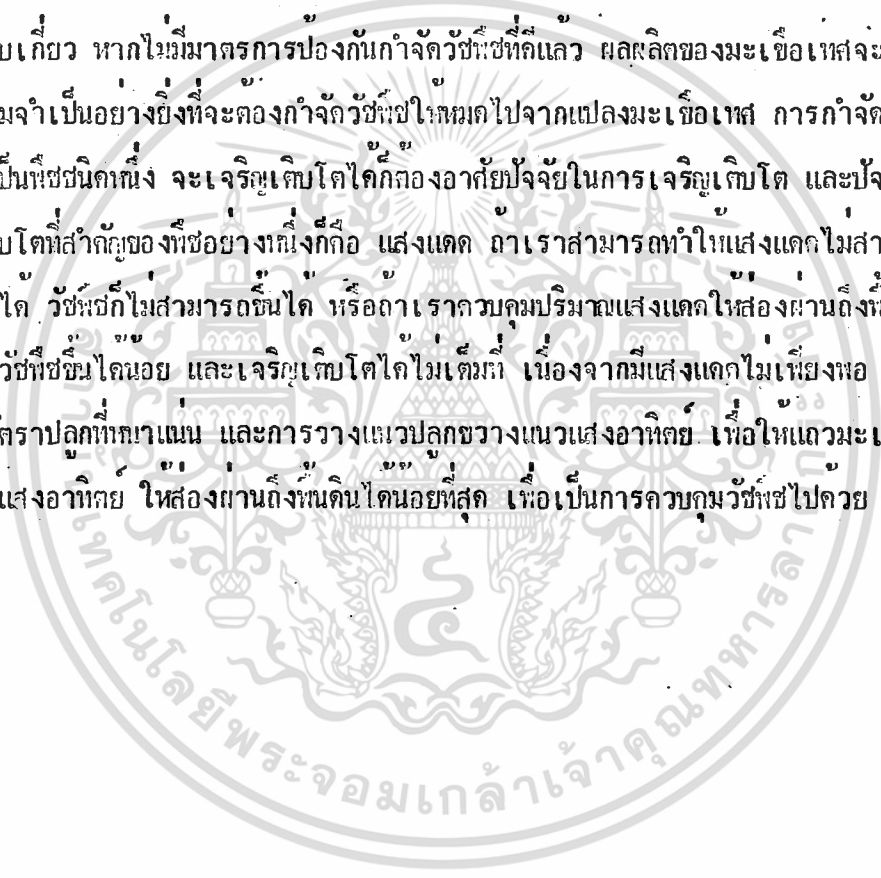 บเกี่ยว หากไม่มีมาตรการป้องกันกำจัดวัชพืชที่ดีแล้ว ผลผลิตของมะเขือเทศจะ
มจำเป็นอย่างยิ่งที่จะต้องกำจัดวัชพืชให้หมดไปจากแปลงมะเขือเทศ การกำจัด
ป็นพืชชนิดหนึ่ง จะเจริญเติบโตได้ก็ต้องอาศัยปัจจัยในการเจริญเติบโต และปัจ
บโตที่สำคัญของพืชอย่างหนึ่งก็คือ แสงแดด ถ้าเราสามารถทำให้แสงแดดไม่สา
ได้ วัชพืชก็ไม่สามารถขึ้นได้ หรือถ้าเราควบคุมปริมาณแสงแดดให้ส่องผ่านถึงพื้
วัชพืชขึ้นได้น้อย และเจริญเติบโตได้ไม่เต็มที่ เนื่องจากมีแสงแดดไม่เพียงพอ
ตราปลูกที่หนาแน่น และการวางแนวปลูกขวางแนวแสงอาทิตย์ เพื่อให้แถวมะเ
แสงอาทิตย์ ให้ส่องผ่านถึงพื้นดินได้น้อยที่สุด เพื่อเป็นการควบคุมวัชพืชไปด้วย
เทคโนโลยีพระจอมเกล้าเจ้าคุณทหารลาดกระ